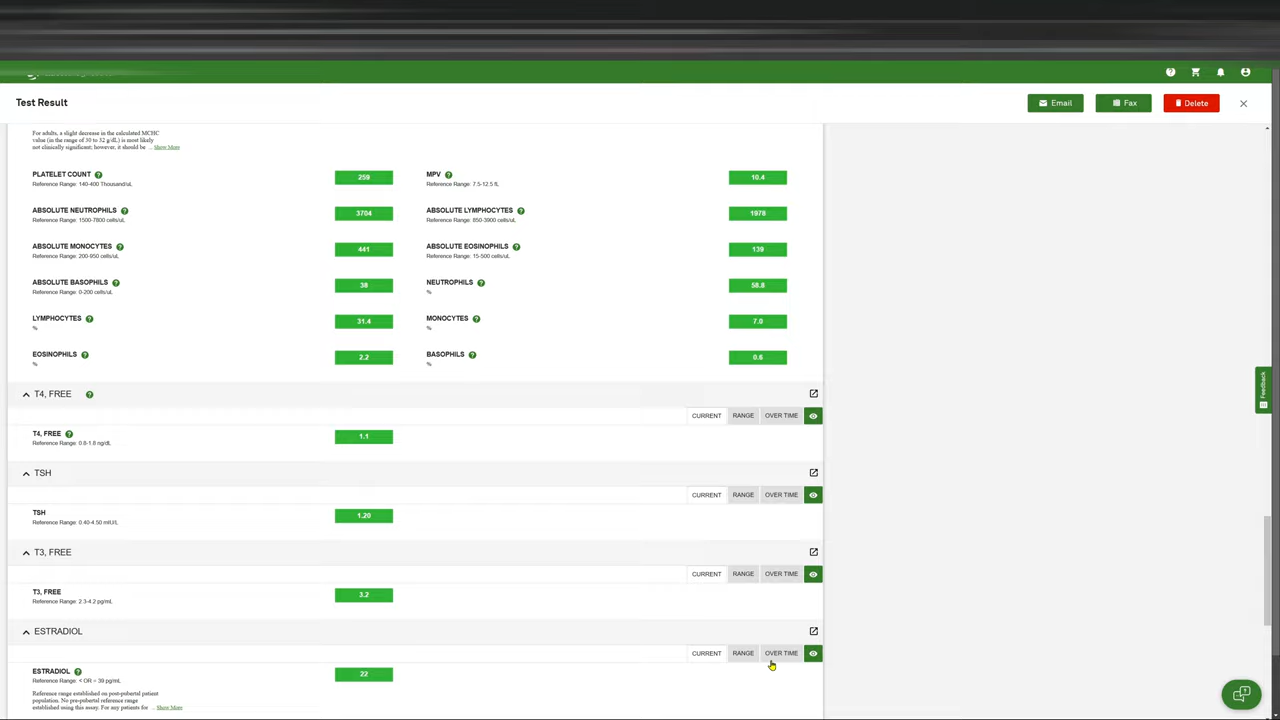 Test Result
Email
Fax
Delete
For adults, a slight decrease in the calculated MCHC
value (in the range of 30 to 32 g/dL) is most likely
not clinically significant; however, it should be ... Show More
PLATELET COUNT
Reference Range: 140-400 Thousand/uL
259
MPV
Reference Range: 7.5-12.5 fL
10.4
ABSOLUTE NEUTROPHILS
Reference Range: 1500-7800 cells/uL
3704
ABSOLUTE LYMPHOCYTES
Reference Range: 850-3900 cells/uL
1978
ABSOLUTE MONOCYTES
Reference Range: 200-950 cells/uL
441
ABSOLUTE EOSINOPHILS
Reference Range: 15-500 cells/uL
139
ABSOLUTE BASOPHILS
Reference Range: 0-200 cells/uL
38
NEUTROPHILS
%
58.8
LYMPHOCYTES
%
31.4
MONOCYTES
%
7.0
EOSINOPHILS
%
2.2
BASOPHILS
%
0.6
T4, FREE
CURRENT RANGE OVER TIME
T4, FREE
Reference Range: 0.8-1.8 ng/dL
1.1
TSH
CURRENT RANGE OVER TIME
TSH
Reference Range: 0.40-4.50 mIU/L
1.20
T3, FREE
CURRENT RANGE OVER TIME
T3, FREE
Reference Range: 2.3-4.2 pg/mL
3.2
ESTRADIOL
CURRENT RANGE OVER TIME
ESTRADIOL
Reference Range: < OR = 39 pg/mL
22
Reference range established on post-pubertal patient
population. No pre-pubertal reference range
established using this assay. For any patients for ... Show More
Feedback